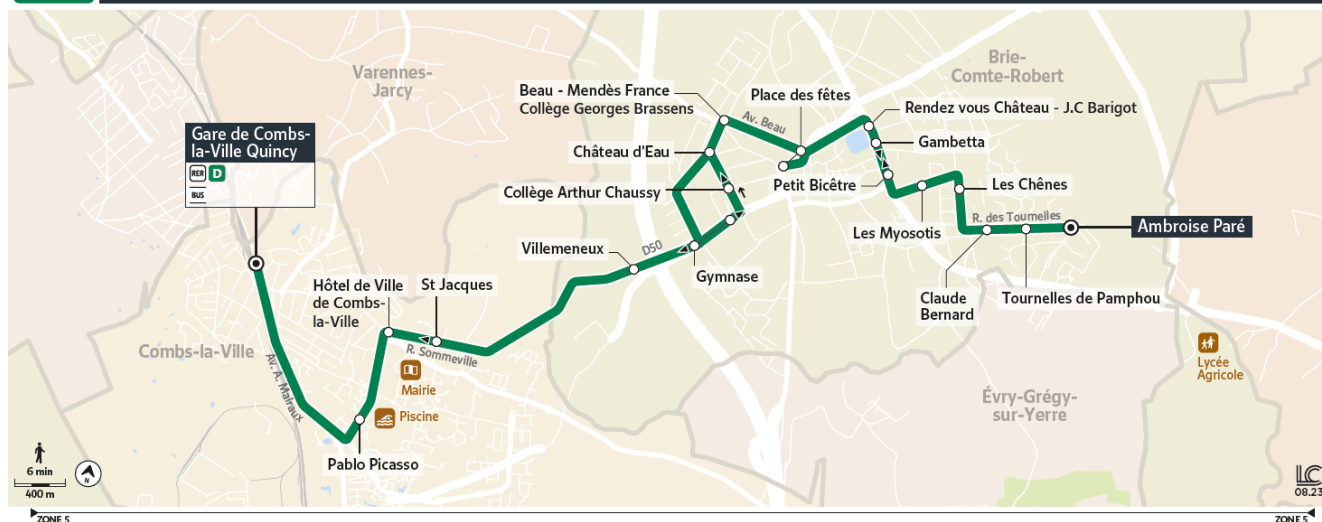 Brie-
Comte-Robert
Varennes-
Jarcy
Beau - Mendès France
Collège Georges Brassens
Place des fêtes
Rendez vous Château - J.C Barigot
Av. Beau
Gare de Combs-
la-Ville Quincy
RER D
BUS
Château d'Eau
Gambetta
Collège Arthur Chaussy
Petit Bicêtre
Les Chênes
R. des Tournelles
Ambroise Paré
Les Myosotis
Villemeneux
D50
Gymnase
Hôtel de Ville
de Combs-
la-Ville
St Jacques
Claude
Bernard
Tournelles de Pamphou
Combs-la-Ville
Av. A. Malraux
R. Sommeville
Mairie
Piscine
Lycée
Agricole
Évry-Grégy-
sur-Yerre
Pablo Picasso
6 min
400 m
N
LC
08.23
ZONE 5
ZONE 5